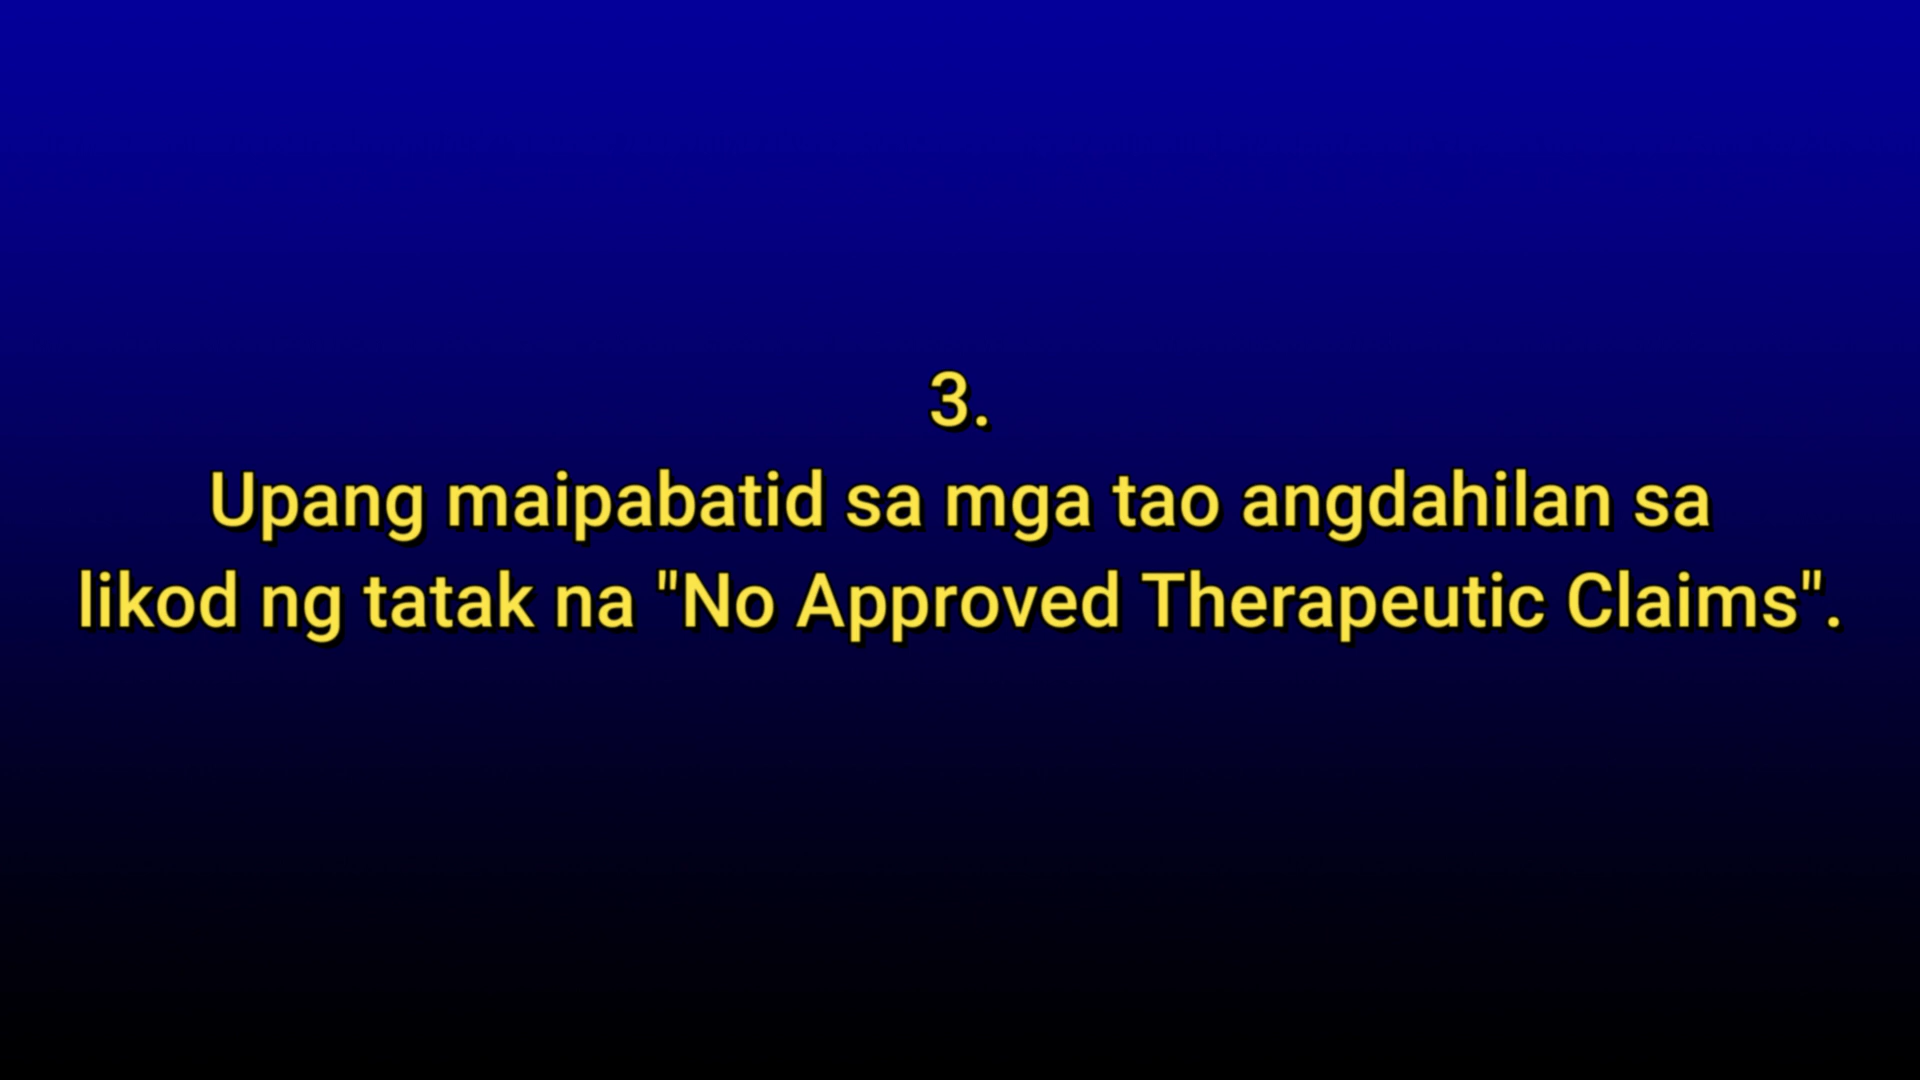 3.
Upang maipabatid sa mga tao angdahilan sa
likod ng tatak na "No Approved Therapeutic Claims".